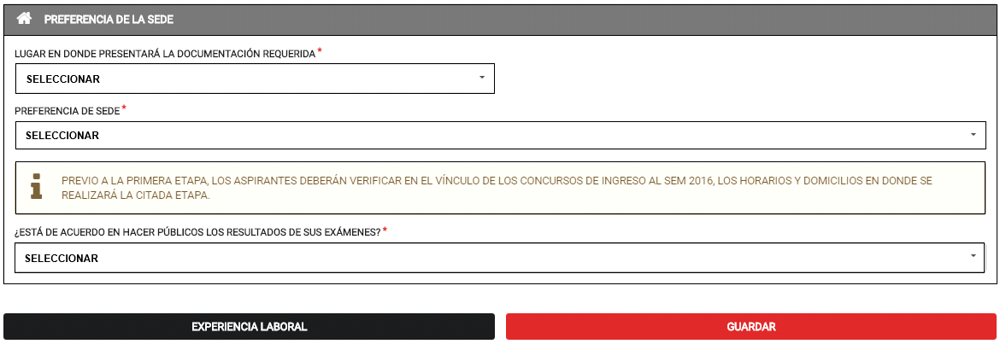 PREFERENCIA DE LA SEDE
LUGAR EN DONDE PRESENTARÁ LA DOCUMENTACIÓN REQUERIDA *
SELECCIONAR
PREFERENCIA DE SEDE *
SELECCIONAR
PREVIO A LA PRIMERA ETAPA, LOS ASPIRANTES DEBERÁN VERIFICAR EN EL VÍNCULO DE LOS CONCURSOS DE INGRESO AL SEM 2016, LOS HORARIOS Y DOMICILIOS EN DONDE SE
REALIZARÁ LA CITADA ETAPA.
¿ESTÁ DE ACUERDO EN HACER PÚBLICOS LOS RESULTADOS DE SUS EXÁMENES? *
SELECCIONAR
EXPERIENCIA LABORAL
GUARDAR